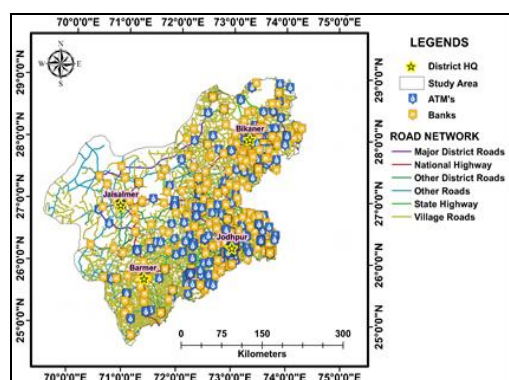 70°0'0"E 71°0'0"E 72°0'0"E 73°0'0"E 74°0'0"E 75°0'0"E
N
W E
S
29°0'0"N 29°0'0"N
28°0'0"N 28°0'0"N
27°0'0"N 27°0'0"N
26°0'0"N 26°0'0"N
25°0'0"N 25°0'0"N
Bikaner
Jaisalmer
Jodhpur
Barmer
0 50 100 200 300
Kilometers
70°0'0"E 71°0'0"E 72°0'0"E 73°0'0"E 74°0'0"E 75°0'0"E
LEGENDS
District HQ
Study Area
ATM's
Banks
ROAD NETWORK
Major District Roads
National Highway
Other District Roads
Other Roads
State Highway
Village Roads